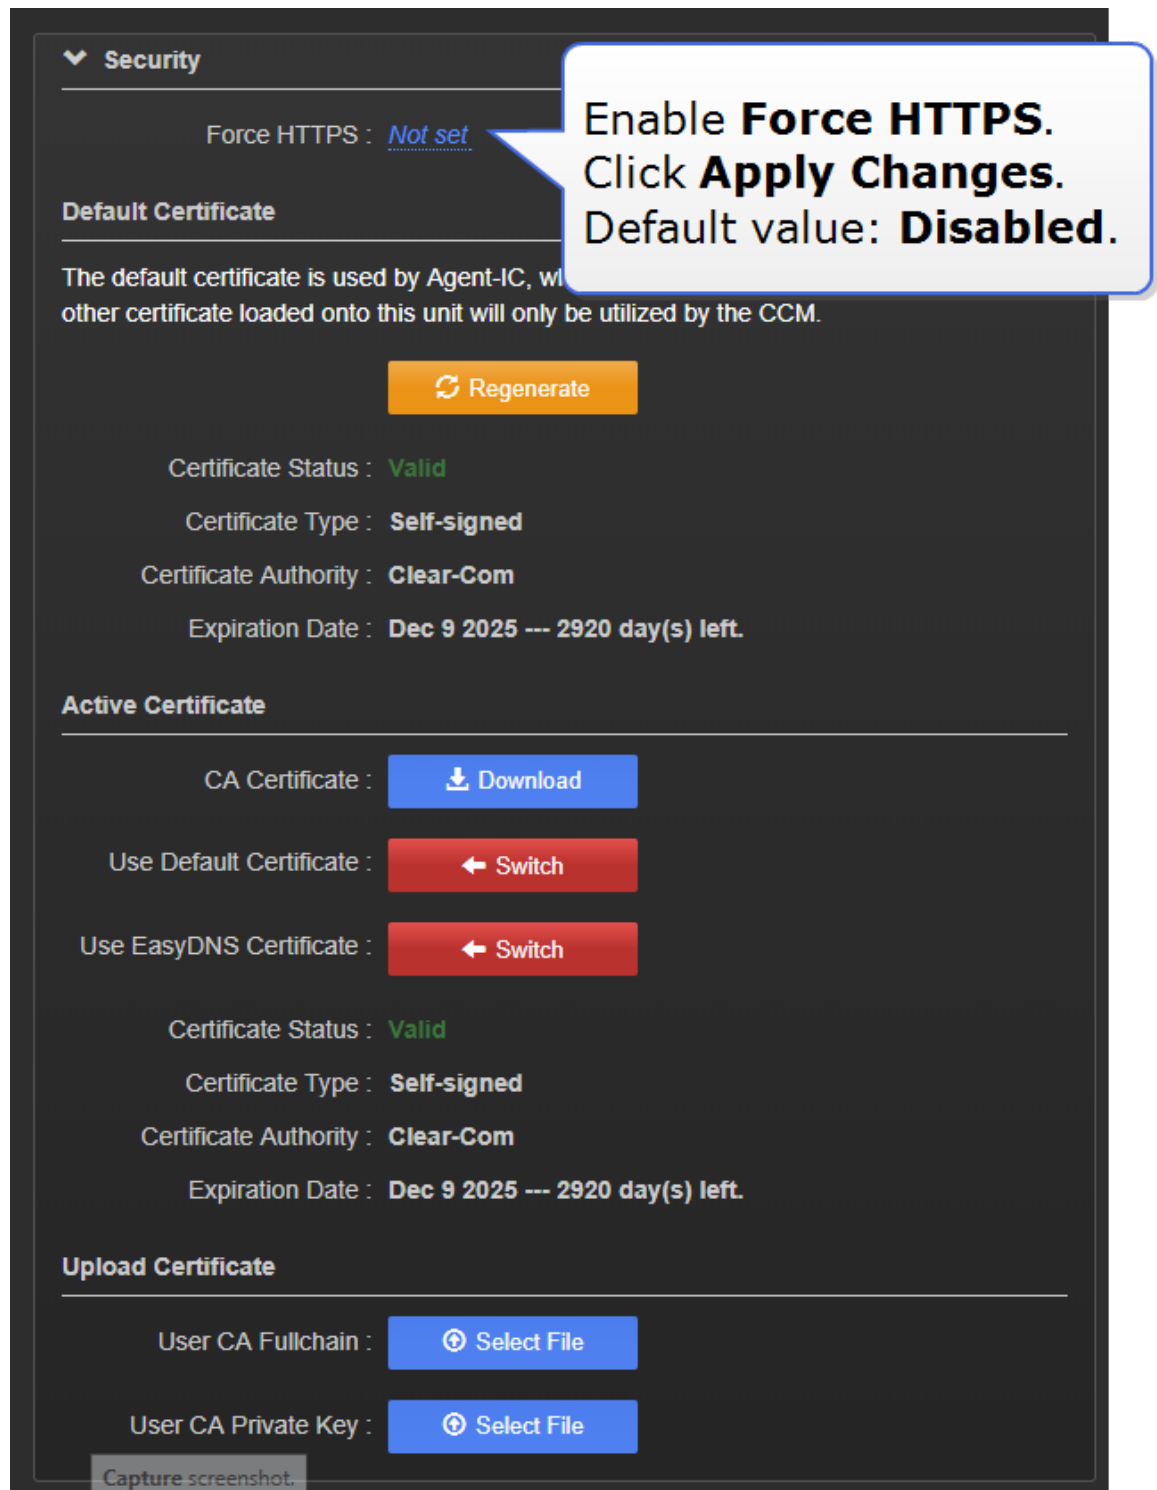 Security
Force HTTPS : Not set
Enable Force HTTPS.
Click Apply Changes.
Default value: Disabled.
Default Certificate
The default certificate is used by Agent-IC, 
other certificate loaded onto this unit will only be utilized by the CCM.
Regenerate
Certificate Status : Valid
Certificate Type : Self-signed
Certificate Authority : Clear-Com
Expiration Date : Dec 9 2025 --- 2920 day(s) left.
Active Certificate
CA Certificate : Download
Use Default Certificate : Switch
Use EasyDNS Certificate : Switch
Certificate Status : Valid
Certificate Type : Self-signed
Certificate Authority : Clear-Com
Expiration Date : Dec 9 2025 --- 2920 day(s) left.
Upload Certificate
User CA Fullchain : Select File
User CA Private Key : Select File
Capture screenshot.